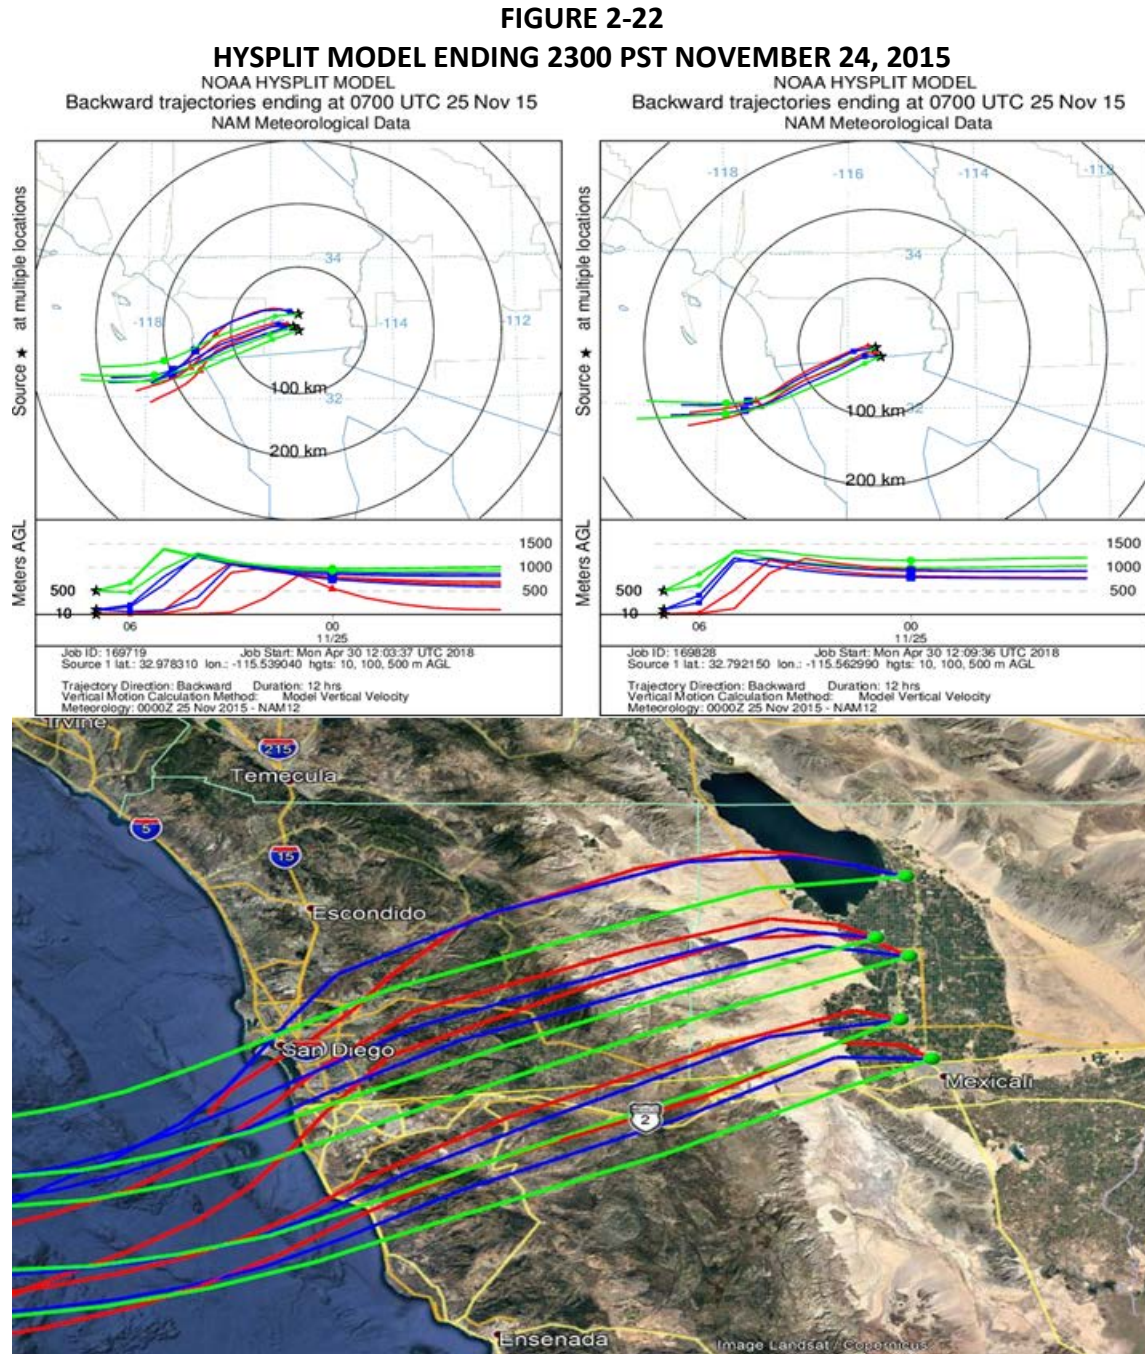 FIGURE 2-22
HYSPLIT MODEL ENDING 2300 PST NOVEMBER 24, 2015
NOAA HYSPLIT MODEL
Backward trajectories ending at 0700 UTC 25 Nov 15
NAM Meteorological Data
Source ★ at multiple locations
34
-118
-114
-112
32
100 km
200 km
Meters AGL
1500
1000
500
500
10
06
00
11/25
Job ID: 169719 Job Start: Mon Apr 30 12:03:37 UTC 2018
Source 1 lat.: 32.978310 lon.: -115.539040 hgts: 10, 100, 500 m AGL
Trajectory Direction: Backward Duration: 12 hrs
Vertical Motion Calculation Method: Model Vertical Velocity
Meteorology: 0000Z 25 Nov 2015 - NAM12
NOAA HYSPLIT MODEL
Backward trajectories ending at 0700 UTC 25 Nov 15
NAM Meteorological Data
Source ★ at multiple locations
-118
-116
-114
-112
34
32
100 km
200 km
Meters AGL
1500
1000
500
500
10
06
00
11/25
Job ID: 169828 Job Start: Mon Apr 30 12:09:36 UTC 2018
Source 1 lat.: 32.792150 lon.: -115.562990 hgts: 10, 100, 500 m AGL
Trajectory Direction: Backward Duration: 12 hrs
Vertical Motion Calculation Method: Model Vertical Velocity
Meteorology: 0000Z 25 Nov 2015 - NAM12
Irvine
215
Temecula
5
15
Escondido
San Diego
Mexicali
2
Ensenada
Image Landsat / Copernicus